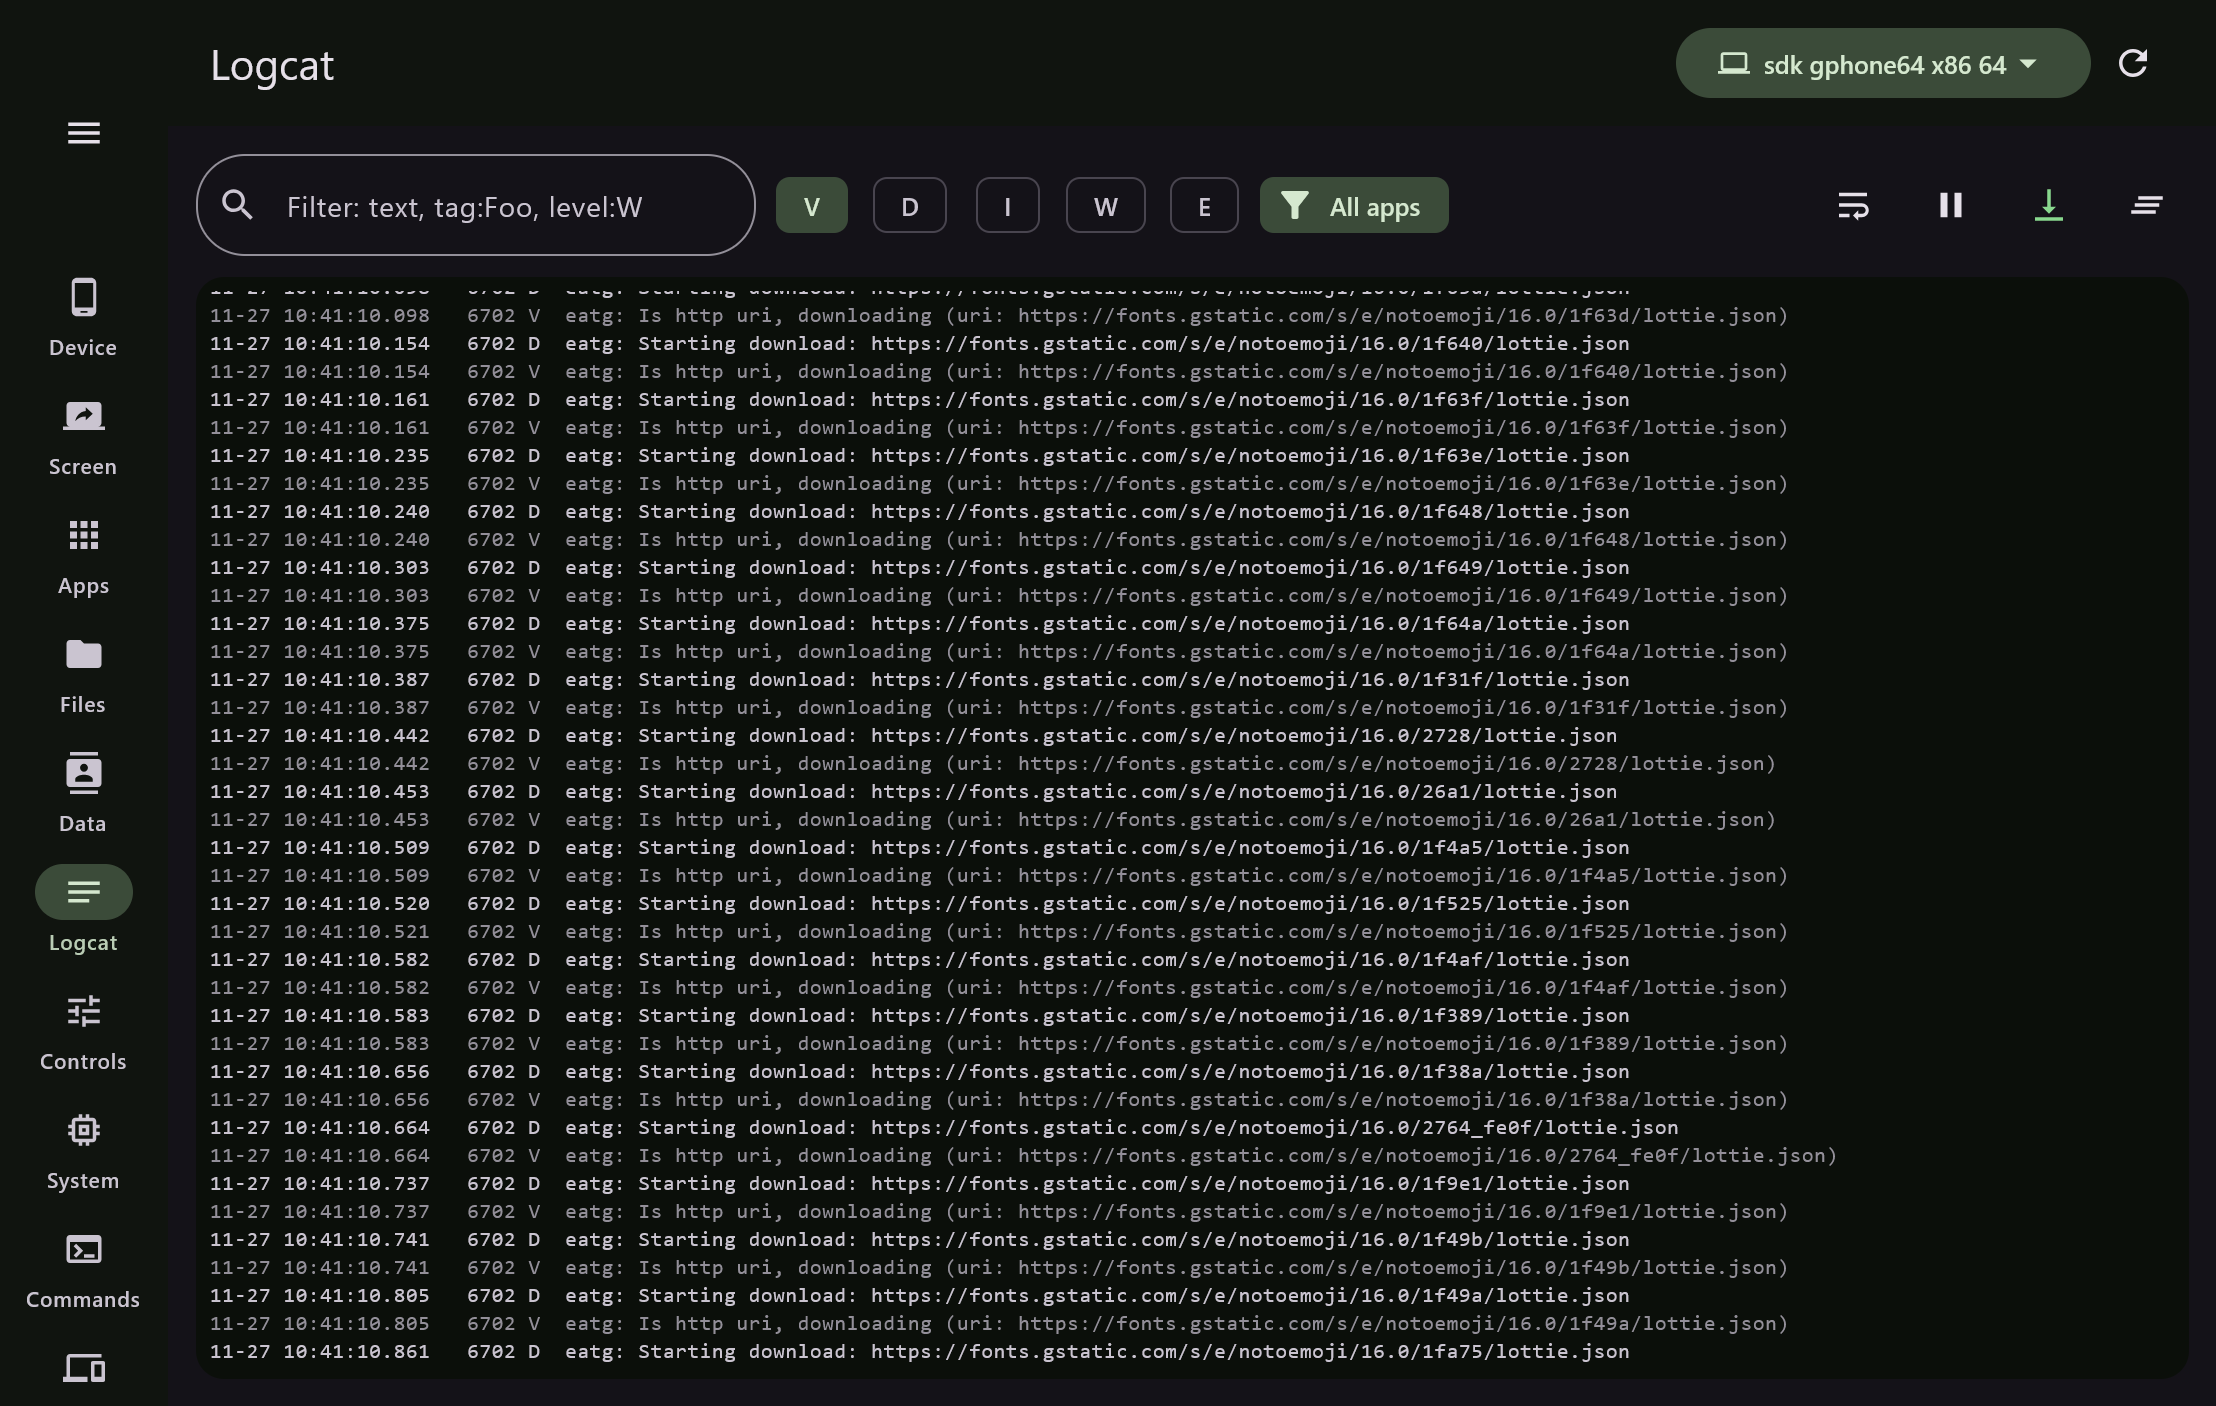 Logcat
sdk gphone64 x86 64
Filter: text, tag:Foo, level:W
V
D
I
W
E
All apps
Device
Screen
Apps
Files
Data
Logcat
Controls
System
Commands
11-27 10:41:10.098   6702 D  eatg: Starting download: https://fonts.gstatic.com/s/e/notoemoji/16.0/1f63d/lottie.json
11-27 10:41:10.098   6702 V  eatg: Is http uri, downloading (uri: https://fonts.gstatic.com/s/e/notoemoji/16.0/1f63d/lottie.json)
11-27 10:41:10.154   6702 D  eatg: Starting download: https://fonts.gstatic.com/s/e/notoemoji/16.0/1f640/lottie.json
11-27 10:41:10.154   6702 V  eatg: Is http uri, downloading (uri: https://fonts.gstatic.com/s/e/notoemoji/16.0/1f640/lottie.json)
11-27 10:41:10.161   6702 D  eatg: Starting download: https://fonts.gstatic.com/s/e/notoemoji/16.0/1f63f/lottie.json
11-27 10:41:10.161   6702 V  eatg: Is http uri, downloading (uri: https://fonts.gstatic.com/s/e/notoemoji/16.0/1f63f/lottie.json)
11-27 10:41:10.235   6702 D  eatg: Starting download: https://fonts.gstatic.com/s/e/notoemoji/16.0/1f63e/lottie.json
11-27 10:41:10.235   6702 V  eatg: Is http uri, downloading (uri: https://fonts.gstatic.com/s/e/notoemoji/16.0/1f63e/lottie.json)
11-27 10:41:10.240   6702 D  eatg: Starting download: https://fonts.gstatic.com/s/e/notoemoji/16.0/1f648/lottie.json
11-27 10:41:10.240   6702 V  eatg: Is http uri, downloading (uri: https://fonts.gstatic.com/s/e/notoemoji/16.0/1f648/lottie.json)
11-27 10:41:10.303   6702 D  eatg: Starting download: https://fonts.gstatic.com/s/e/notoemoji/16.0/1f649/lottie.json
11-27 10:41:10.303   6702 V  eatg: Is http uri, downloading (uri: https://fonts.gstatic.com/s/e/notoemoji/16.0/1f649/lottie.json)
11-27 10:41:10.375   6702 D  eatg: Starting download: https://fonts.gstatic.com/s/e/notoemoji/16.0/1f64a/lottie.json
11-27 10:41:10.375   6702 V  eatg: Is http uri, downloading (uri: https://fonts.gstatic.com/s/e/notoemoji/16.0/1f64a/lottie.json)
11-27 10:41:10.387   6702 D  eatg: Starting download: https://fonts.gstatic.com/s/e/notoemoji/16.0/1f31f/lottie.json
11-27 10:41:10.387   6702 V  eatg: Is http uri, downloading (uri: https://fonts.gstatic.com/s/e/notoemoji/16.0/1f31f/lottie.json)
11-27 10:41:10.442   6702 D  eatg: Starting download: https://fonts.gstatic.com/s/e/notoemoji/16.0/2728/lottie.json
11-27 10:41:10.442   6702 V  eatg: Is http uri, downloading (uri: https://fonts.gstatic.com/s/e/notoemoji/16.0/2728/lottie.json)
11-27 10:41:10.453   6702 D  eatg: Starting download: https://fonts.gstatic.com/s/e/notoemoji/16.0/26a1/lottie.json
11-27 10:41:10.453   6702 V  eatg: Is http uri, downloading (uri: https://fonts.gstatic.com/s/e/notoemoji/16.0/26a1/lottie.json)
11-27 10:41:10.509   6702 D  eatg: Starting download: https://fonts.gstatic.com/s/e/notoemoji/16.0/1f4a5/lottie.json
11-27 10:41:10.509   6702 V  eatg: Is http uri, downloading (uri: https://fonts.gstatic.com/s/e/notoemoji/16.0/1f4a5/lottie.json)
11-27 10:41:10.520   6702 D  eatg: Starting download: https://fonts.gstatic.com/s/e/notoemoji/16.0/1f525/lottie.json
11-27 10:41:10.521   6702 V  eatg: Is http uri, downloading (uri: https://fonts.gstatic.com/s/e/notoemoji/16.0/1f525/lottie.json)
11-27 10:41:10.582   6702 D  eatg: Starting download: https://fonts.gstatic.com/s/e/notoemoji/16.0/1f4af/lottie.json
11-27 10:41:10.582   6702 V  eatg: Is http uri, downloading (uri: https://fonts.gstatic.com/s/e/notoemoji/16.0/1f4af/lottie.json)
11-27 10:41:10.583   6702 D  eatg: Starting download: https://fonts.gstatic.com/s/e/notoemoji/16.0/1f389/lottie.json
11-27 10:41:10.583   6702 V  eatg: Is http uri, downloading (uri: https://fonts.gstatic.com/s/e/notoemoji/16.0/1f389/lottie.json)
11-27 10:41:10.656   6702 D  eatg: Starting download: https://fonts.gstatic.com/s/e/notoemoji/16.0/1f38a/lottie.json
11-27 10:41:10.656   6702 V  eatg: Is http uri, downloading (uri: https://fonts.gstatic.com/s/e/notoemoji/16.0/1f38a/lottie.json)
11-27 10:41:10.664   6702 D  eatg: Starting download: https://fonts.gstatic.com/s/e/notoemoji/16.0/2764_fe0f/lottie.json
11-27 10:41:10.664   6702 V  eatg: Is http uri, downloading (uri: https://fonts.gstatic.com/s/e/notoemoji/16.0/2764_fe0f/lottie.json)
11-27 10:41:10.737   6702 D  eatg: Starting download: https://fonts.gstatic.com/s/e/notoemoji/16.0/1f9e1/lottie.json
11-27 10:41:10.737   6702 V  eatg: Is http uri, downloading (uri: https://fonts.gstatic.com/s/e/notoemoji/16.0/1f9e1/lottie.json)
11-27 10:41:10.741   6702 D  eatg: Starting download: https://fonts.gstatic.com/s/e/notoemoji/16.0/1f49b/lottie.json
11-27 10:41:10.741   6702 V  eatg: Is http uri, downloading (uri: https://fonts.gstatic.com/s/e/notoemoji/16.0/1f49b/lottie.json)
11-27 10:41:10.805   6702 D  eatg: Starting download: https://fonts.gstatic.com/s/e/notoemoji/16.0/1f49a/lottie.json
11-27 10:41:10.805   6702 V  eatg: Is http uri, downloading (uri: https://fonts.gstatic.com/s/e/notoemoji/16.0/1f49a/lottie.json)
11-27 10:41:10.861   6702 D  eatg: Starting download: https://fonts.gstatic.com/s/e/notoemoji/16.0/1fa75/lottie.json